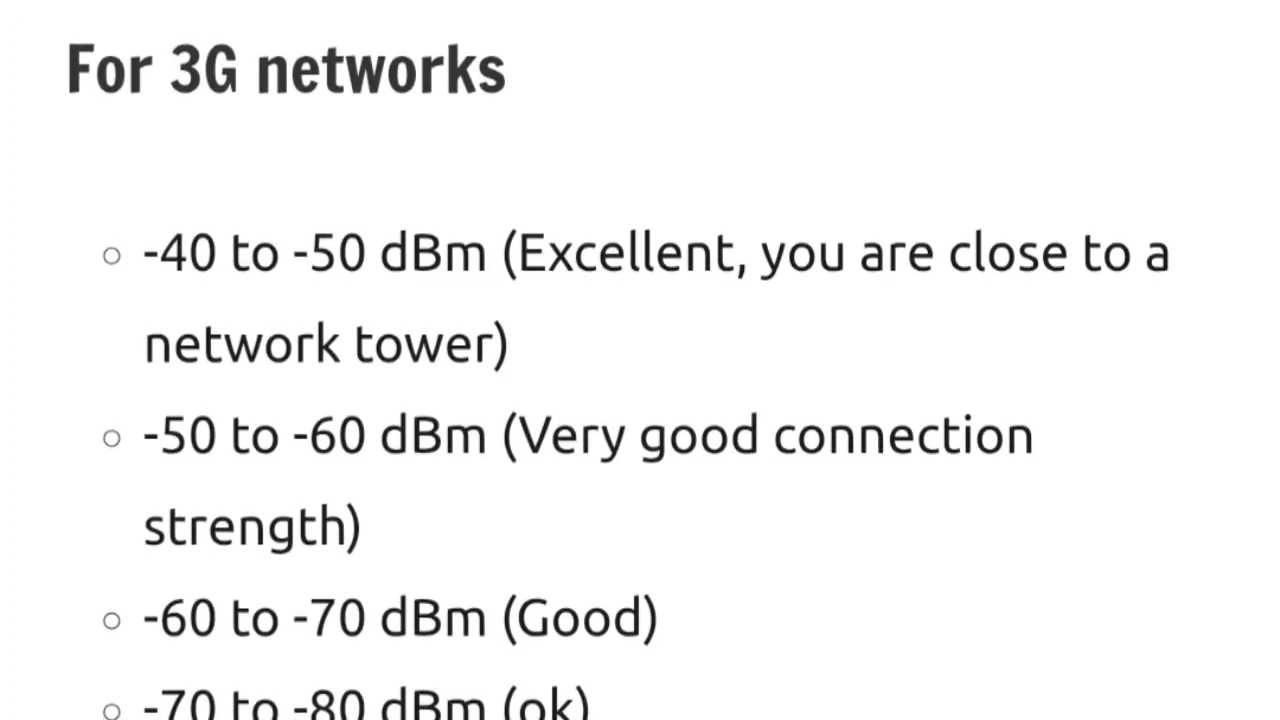 For 3G networks
-40 to -50 dBm (Excellent, you are close to a
network tower)
-50 to -60 dBm (Very good connection
strength)
-60 to -70 dBm (Good)
-70 to -80 dBm (ok)